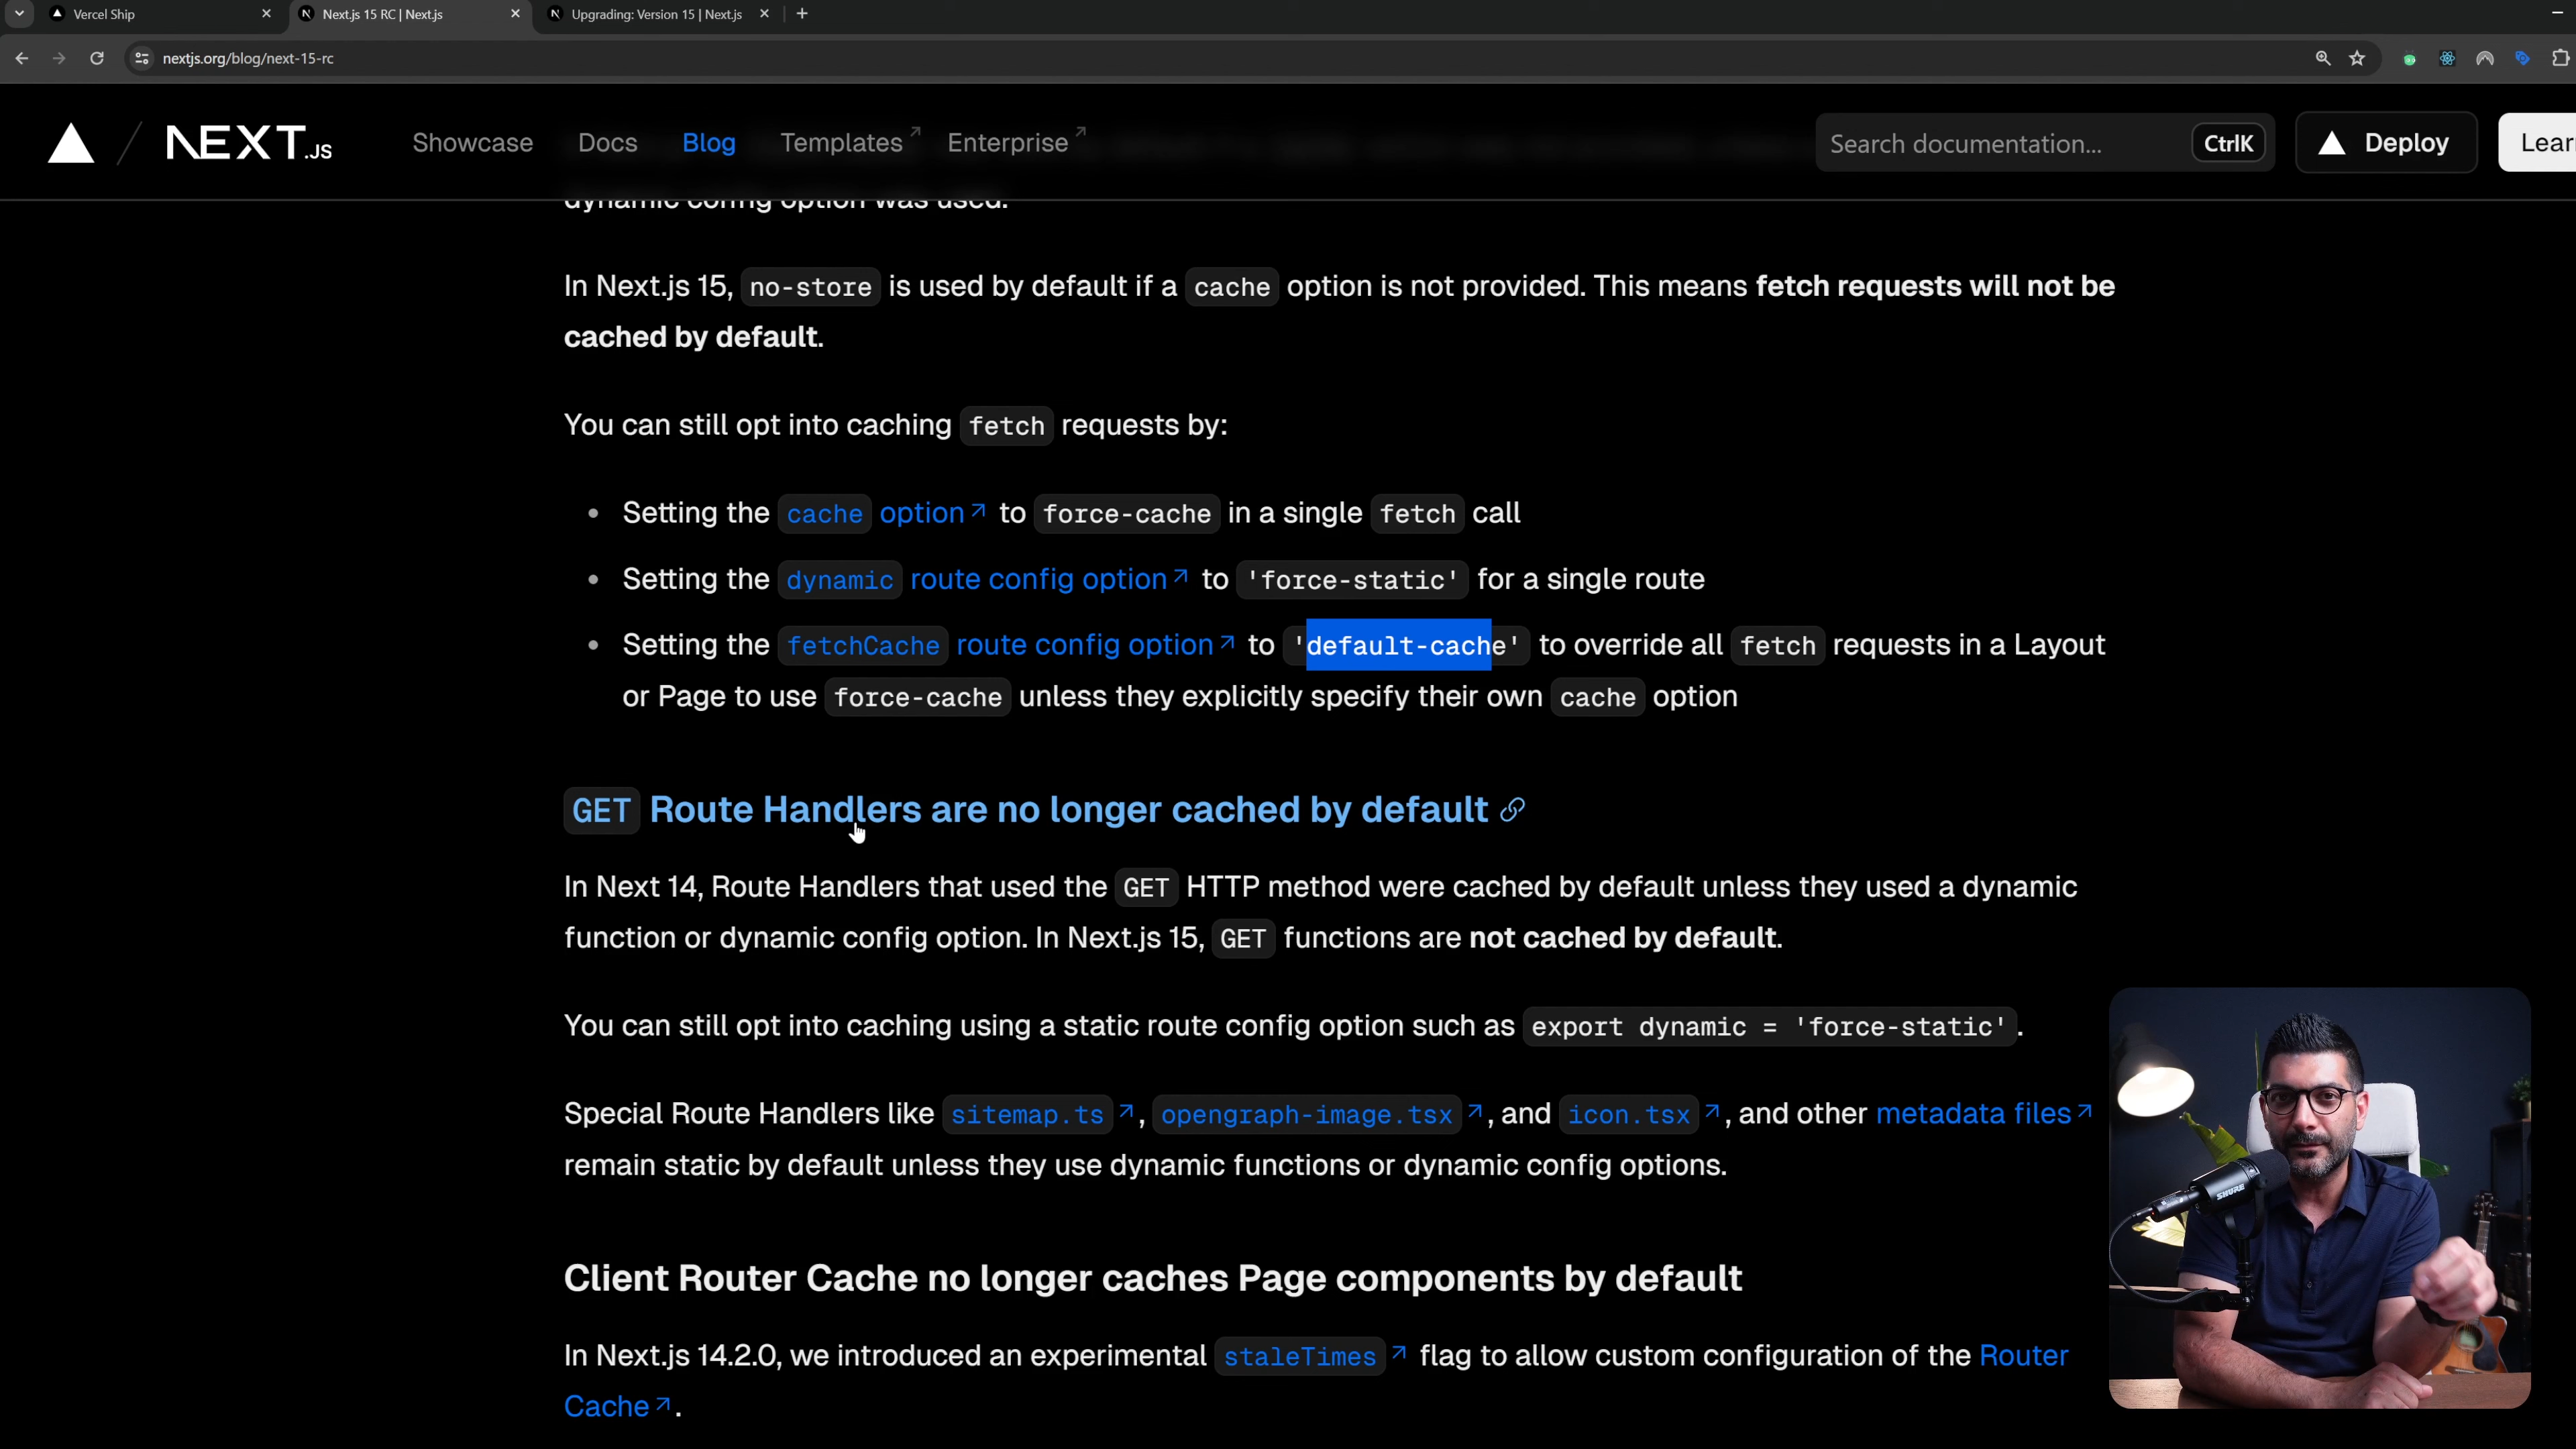 Vercel Ship
Next.js 15 RC | Next.js
Upgrading: Version 15 | Next.js
nextjs.org/blog/next-15-rc
NEXT.JS
Showcase
Docs
Blog
Templates
Enterprise
Search documentation...
CtrlK
Deploy
Lear
dynamic config option was used.
In Next.js 15, no-store is used by default if a cache option is not provided. This means fetch requests will not be
cached by default.
You can still opt into caching fetch requests by:
• Setting the cache option to force-cache in a single fetch call
• Setting the dynamic route config option to 'force-static' for a single route
• Setting the fetchCache route config option to 'default-cache' to override all fetch requests in a Layout
or Page to use force-cache unless they explicitly specify their own cache option
GET Route Handlers are no longer cached by default
In Next 14, Route Handlers that used the GET HTTP method were cached by default unless they used a dynamic
function or dynamic config option. In Next.js 15, GET functions are not cached by default.
You can still opt into caching using a static route config option such as export dynamic = 'force-static'.
Special Route Handlers like sitemap.ts, opengraph-image.tsx, and icon.tsx, and other metadata files
remain static by default unless they use dynamic functions or dynamic config options.
SHURE
Client Router Cache no longer caches Page components by default
In Next.js 14.2.0, we introduced an experimental staleTimes flag to allow custom configuration of the Router
Cache.